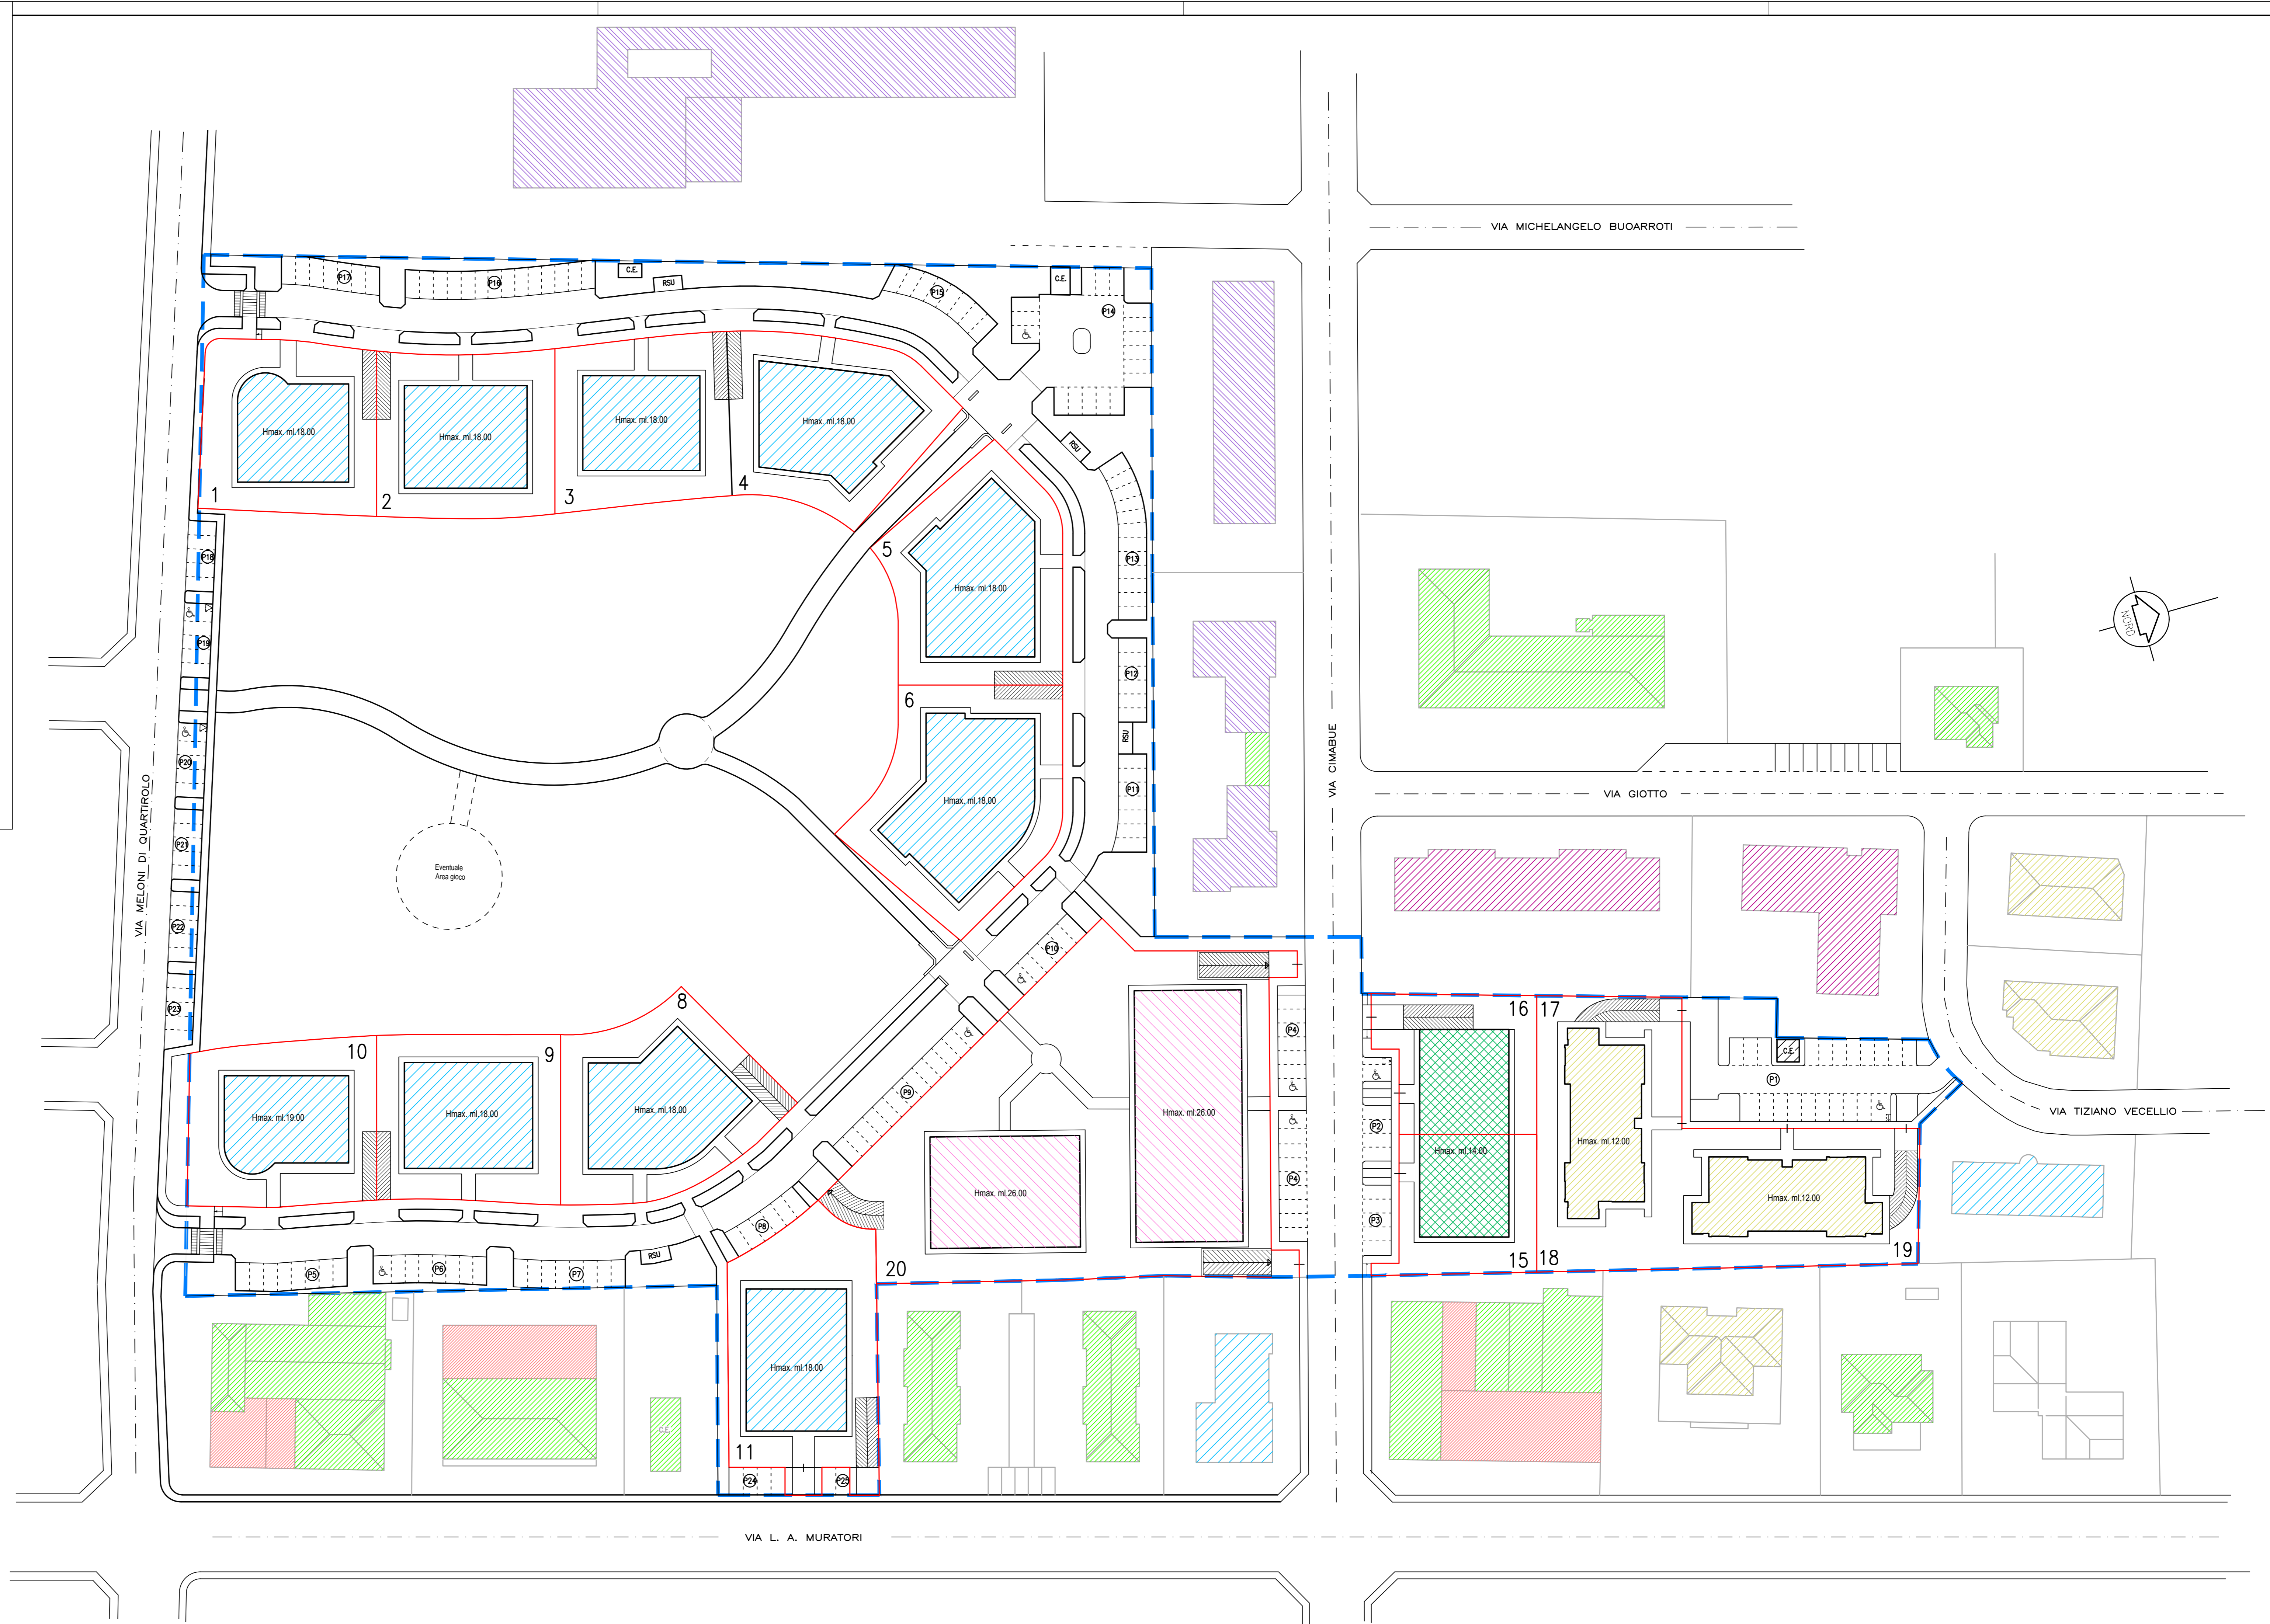 VIA MICHELANGELO BUOARROTI
C.E.
RSU
P17
P16
P15
C.E.
P14
Hmax. ml.18.00
Hmax. ml.18.00
Hmax. ml.18.00
Hmax. ml.18.00
1
2
3
4
RSU
5
P18
P13
Hmax. ml.18.00
P19
NORD
6
P12
P20
RSU
VIA CIMABUE
VIA MELONI DI QUARTIROLO
Hmax. ml.18.00
P11
VIA GIOTTO
P21
Eventuale
Area gioco
P22
P10
P23
8
16
17
10
9
P4
C.E.
P1
P9
Hmax. ml.19.00
Hmax. ml.18.00
Hmax. ml.18.00
Hmax. ml.26.00
P2
VIA TIZIANO VECELLIO
Hmax. ml.12.00
Hmax. ml.14.00
P4
Hmax. ml.26.00
Hmax. ml.12.00
P3
P8
RSU
P5
P6
P7
20
15
18
19
Hmax. ml.18.00
C.E.
11
P24
P25
VIA L. A. MURATORI